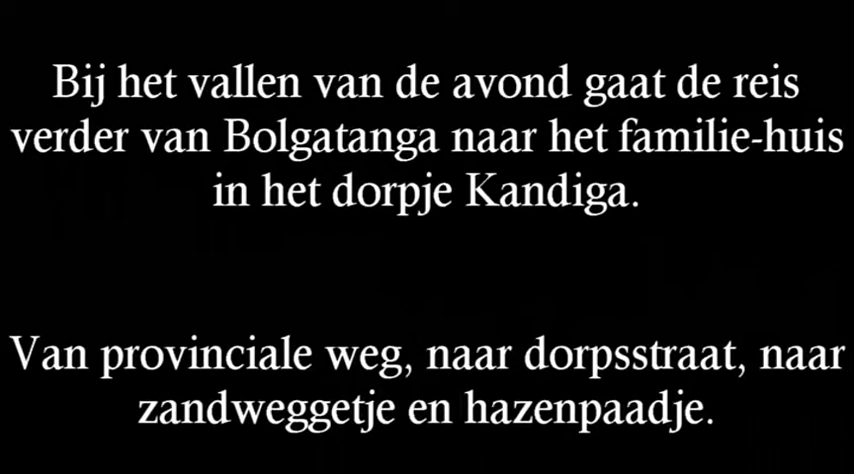 Bij het vallen van de avond gaat de reis
verder van Bolgatanga naar het familie-huis
in het dorpje Kandiga.
Van provinciale weg, naar dorpsstraat, naar
zandweggetje en hazenpaadje.